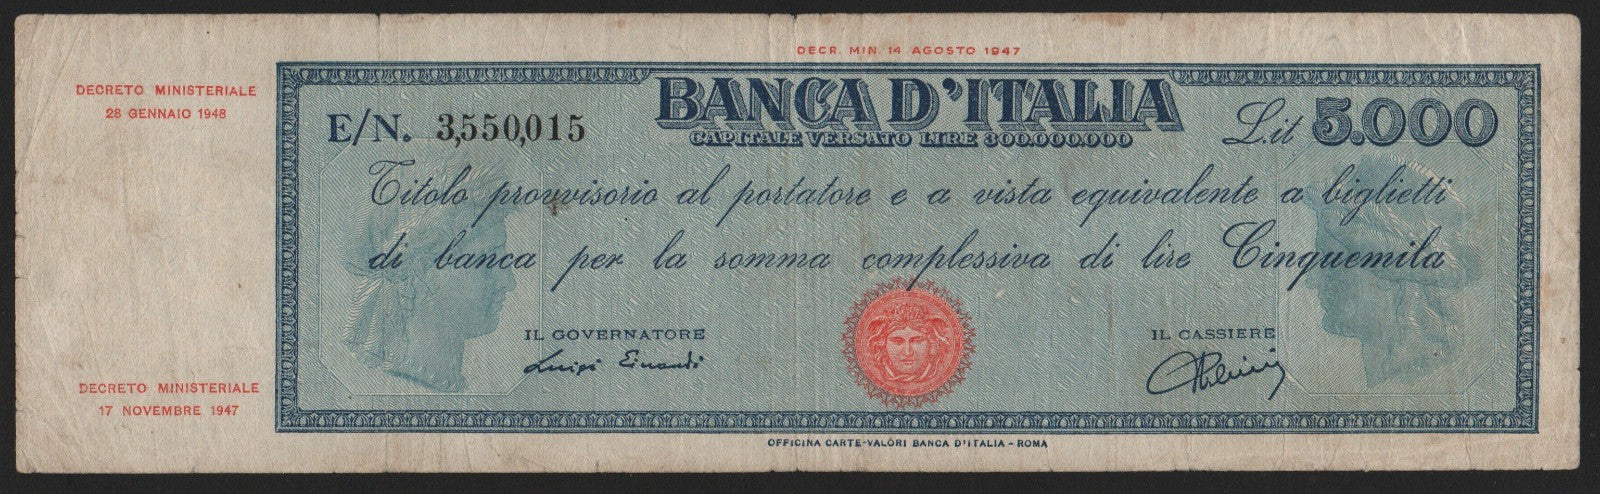 DECR. MIN. 14 AGOSTO 1947
DECRETO MINISTERIALE
28 GENNAIO 1948
BANCA D'ITALIA
CAPITALE VERSATO LIRE 300.000.000
E/N. 3,550,015
L.it 5.000
Titolo provvisorio al portatore e a vista equivalente a biglietti
di banca per la somma complessiva di lire Cinquemila
IL GOVERNATORE
Luigi Einaudi
IL CASSIERE
DECRETO MINISTERIALE
17 NOVEMBRE 1947
OFFICINA CARTE-VALORI BANCA D'ITALIA - ROMA